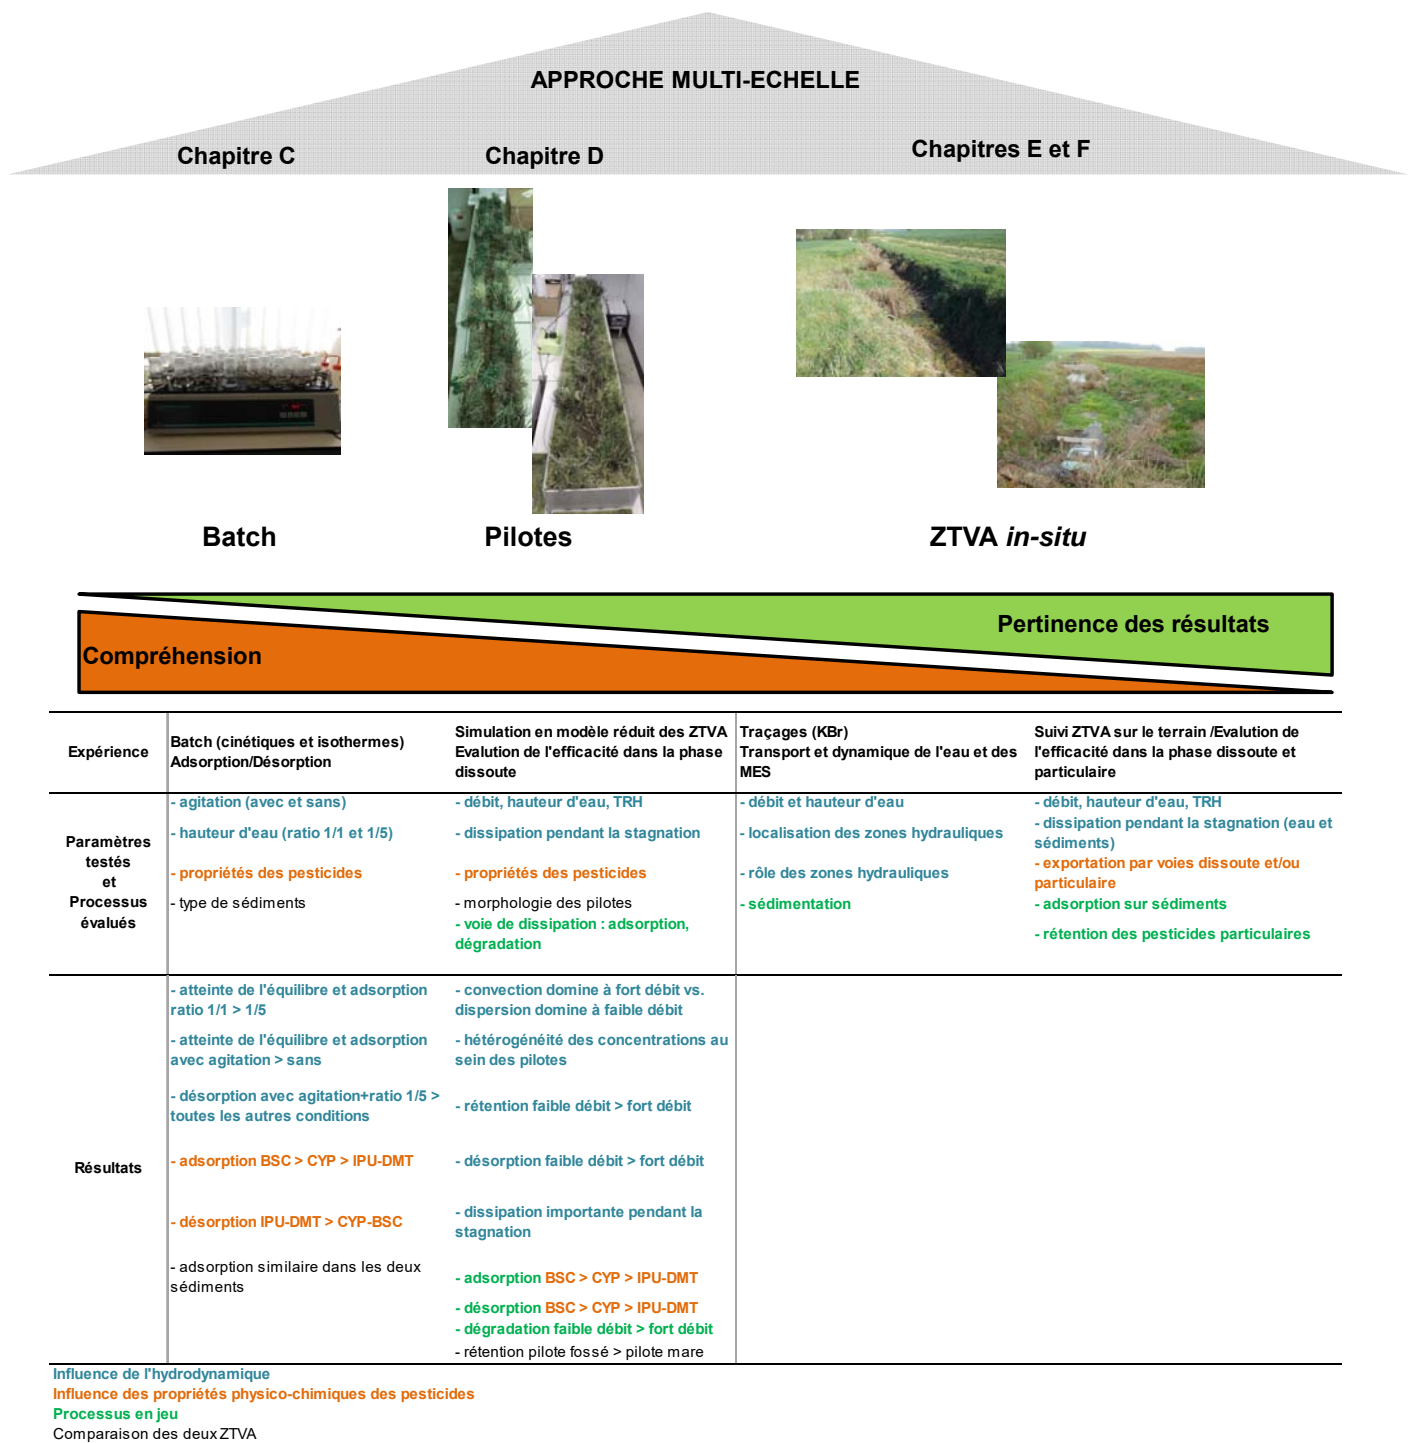 APPROCHE MULTI-ECHELLE
Chapitre C
Chapitre D
Chapitres E et F
Batch
Pilotes
ZTVA in-situ
Pertinence des résultats
Compréhension
Expérience
Batch (cinétiques et isothermes)
Adsorption/Désorption
Simulation en modèle réduit des ZTVA
Evalution de l'efficacité dans la phase
dissoute
Traçages (KBr)
Transport et dynamique de l'eau et des
MES
Suivi ZTVA sur le terrain /Evalution de
l'efficacité dans la phase dissoute et
particulaire
Paramètres
testés
et
Processus
évalués
- agitation (avec et sans)
- hauteur d'eau (ratio 1/1 et 1/5)
- propriétés des pesticides
- type de sédiments
- débit, hauteur d'eau, TRH
- dissipation pendant la stagnation
- propriétés des pesticides
- morphologie des pilotes
- voie de dissipation : adsorption,
dégradation
- débit et hauteur d'eau
- localisation des zones hydrauliques
- rôle des zones hydrauliques
- sédimentation
- débit, hauteur d'eau, TRH
- dissipation pendant la stagnation (eau et
sédiments)
- exportation par voies dissoute et/ou
particulaire
- adsorption sur sédiments
- rétention des pesticides particulaires
Résultats
- atteinte de l'équilibre et adsorption
ratio 1/1 > 1/5
- atteinte de l'équilibre et adsorption
avec agitation > sans
- désorption avec agitation+ratio 1/5 >
toutes les autres conditions
- adsorption BSC > CYP > IPU-DMT
- désorption IPU-DMT > CYP-BSC
- adsorption similaire dans les deux
sédiments
- convection domine à fort débit vs.
dispersion domine à faible débit
- hétérogénéité des concentrations au
sein des pilotes
- rétention faible débit > fort débit
- désorption faible débit > fort débit
- dissipation importante pendant la
stagnation
- adsorption BSC > CYP > IPU-DMT
- désorption BSC > CYP > IPU-DMT
- dégradation faible débit > fort débit
- rétention pilote fossé > pilote mare
Influence de l'hydrodynamique
Influence des propriétés physico-chimiques des pesticides
Processus en jeu
Comparaison des deux ZTVA